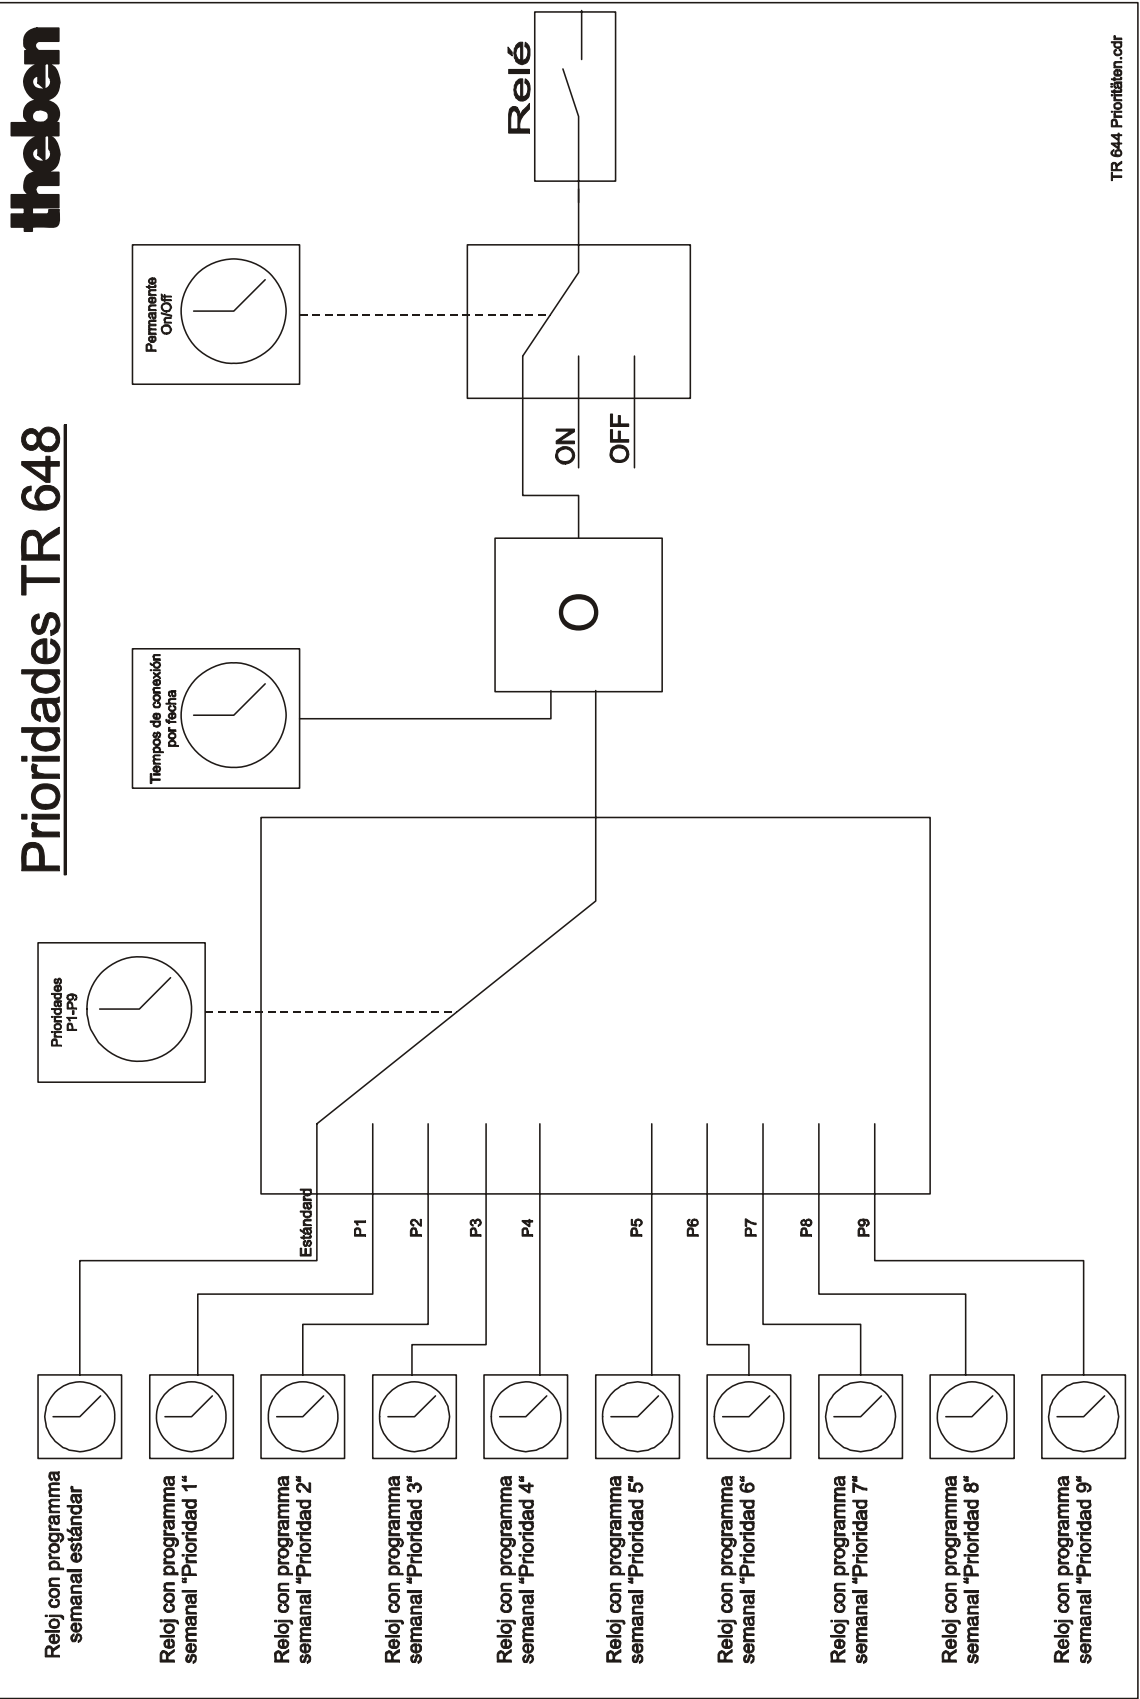 theben
Prioridades TR 648
Prioridades
P1-P9
Tiempos de conexión
por fecha
Permanente
On/Off
Relé
ON
OFF
O
Estándard
P1
P2
P3
P4
P5
P6
P7
P8
P9
Reloj con programma
semanal estándar
Reloj con programma
semanal "Prioridad 1"
Reloj con programma
semanal "Prioridad 2"
Reloj con programma
semanal "Prioridad 3"
Reloj con programma
semanal "Prioridad 4"
Reloj con programma
semanal "Prioridad 5"
Reloj con programma
semanal "Prioridad 6"
Reloj con programma
semanal "Prioridad 7"
Reloj con programma
semanal "Prioridad 8"
Reloj con programma
semanal "Prioridad 9"
TR 644 Prioritäten.cdr